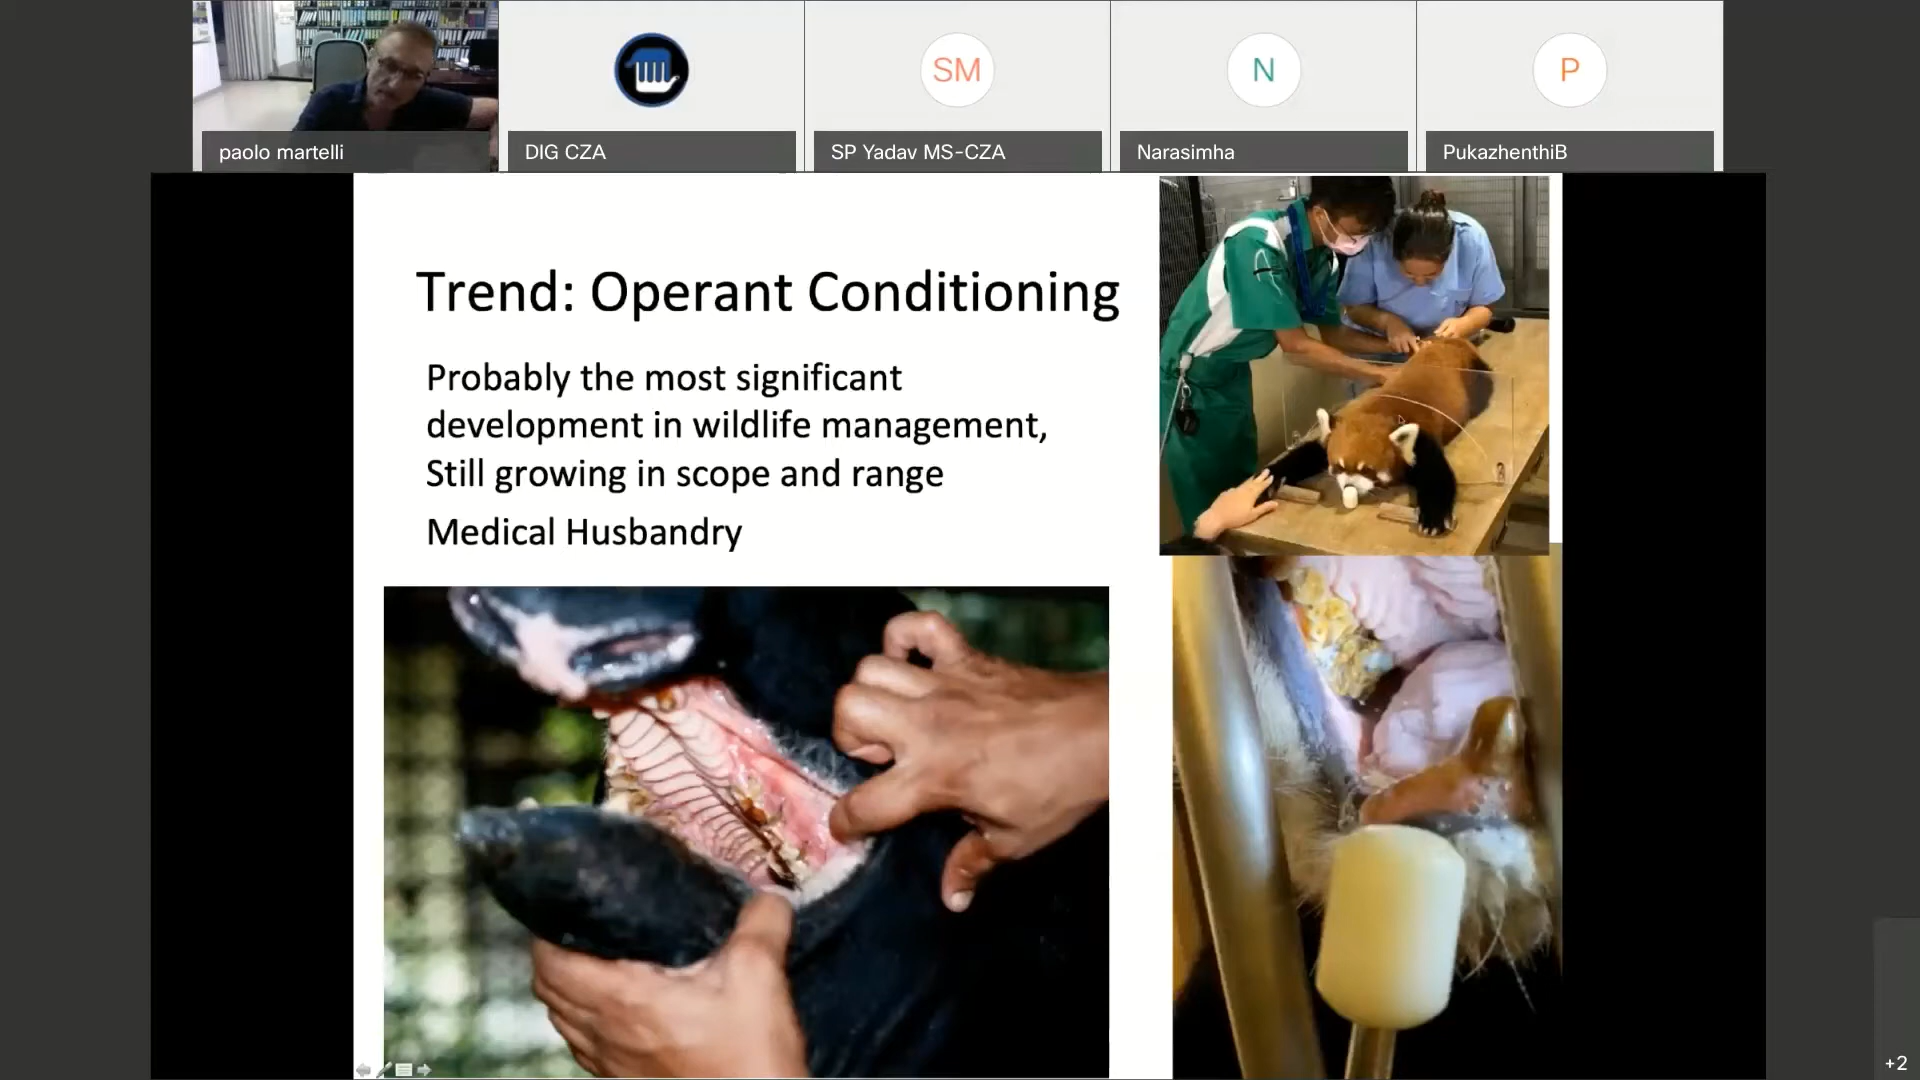 SM
N
P
paolo martelli
DIG CZA
SP Yadav MS-CZA
Narasimha
PukazhenthiB
Trend: Operant Conditioning
Probably the most significant
development in wildlife management,
Still growing in scope and range
Medical Husbandry
+2